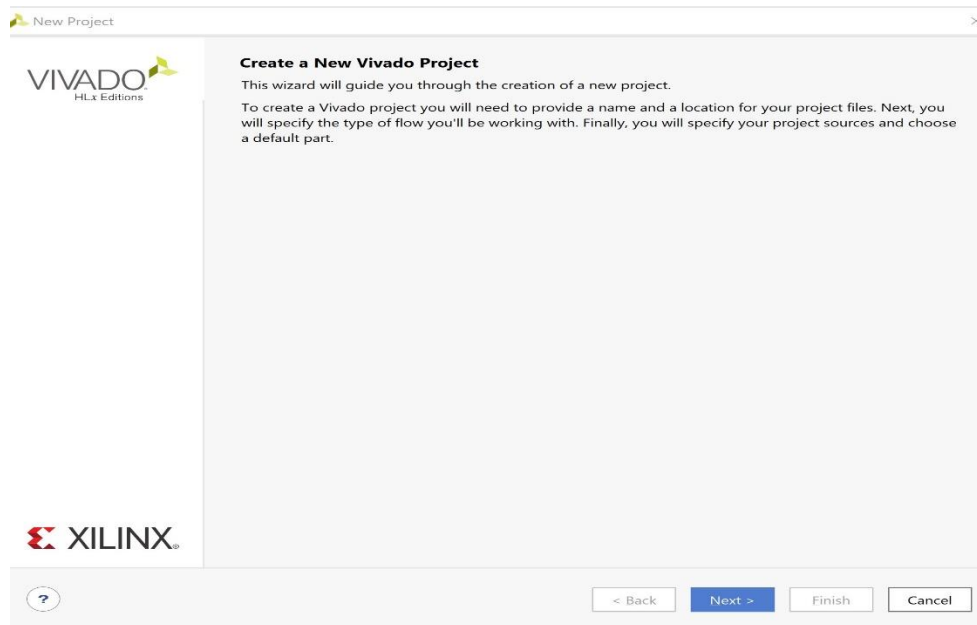 New Project
VIVADO
HLx Editions
Create a New Vivado Project
This wizard will guide you through the creation of a new project.
To create a Vivado project you will need to provide a name and a location for your project files. Next, you
will specify the type of flow you'll be working with. Finally, you will specify your project sources and choose
a default part.
XILINX®
?
< Back
Next >
Finish
Cancel